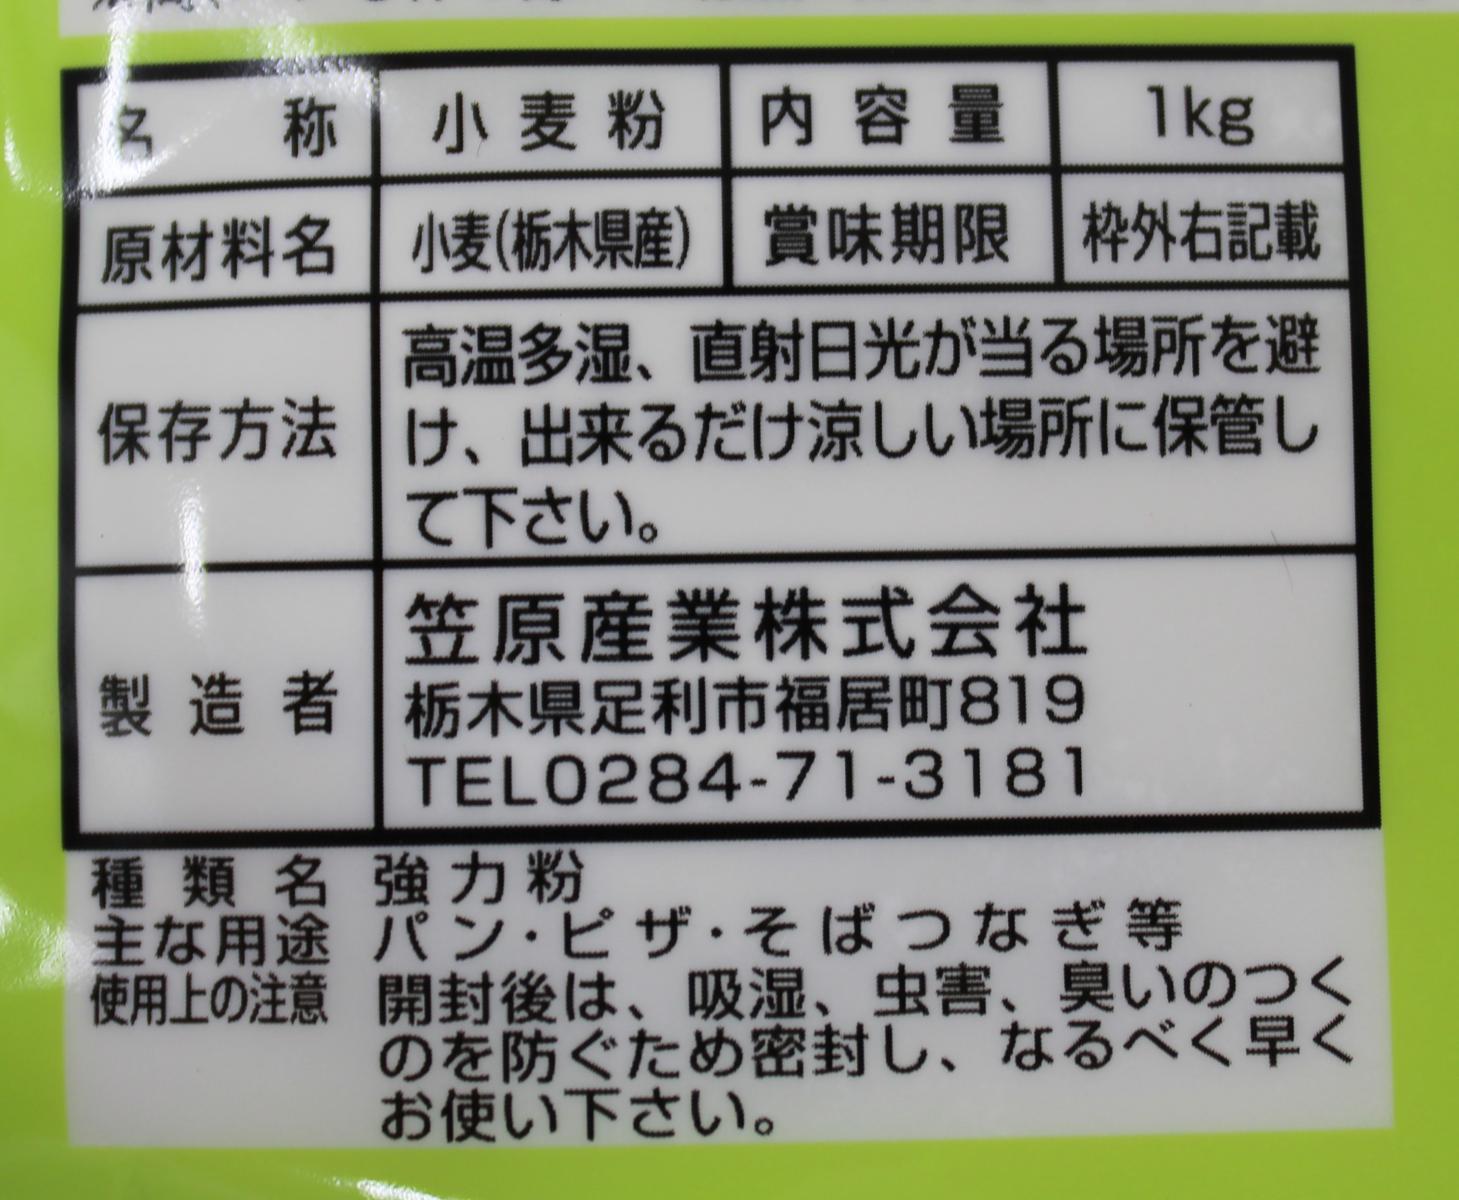 名称 小麦粉 内容量 1kg
原材料名 小麦(栃木県産) 賞味期限 枠外右記載
保存方法 高温多湿、直射日光が当る場所を避
け、出来るだけ涼しい場所に保管し
て下さい。
製造者 笠原産業株式会社
栃木県足利市福居町819
TEL0284-71-3181
種類名 強力粉
主な用途 パン・ピザ・そばつなぎ等
使用上の注意 開封後は、吸湿、虫害、臭いのつく
のを防ぐため密封し、なるべく早く
お使い下さい。